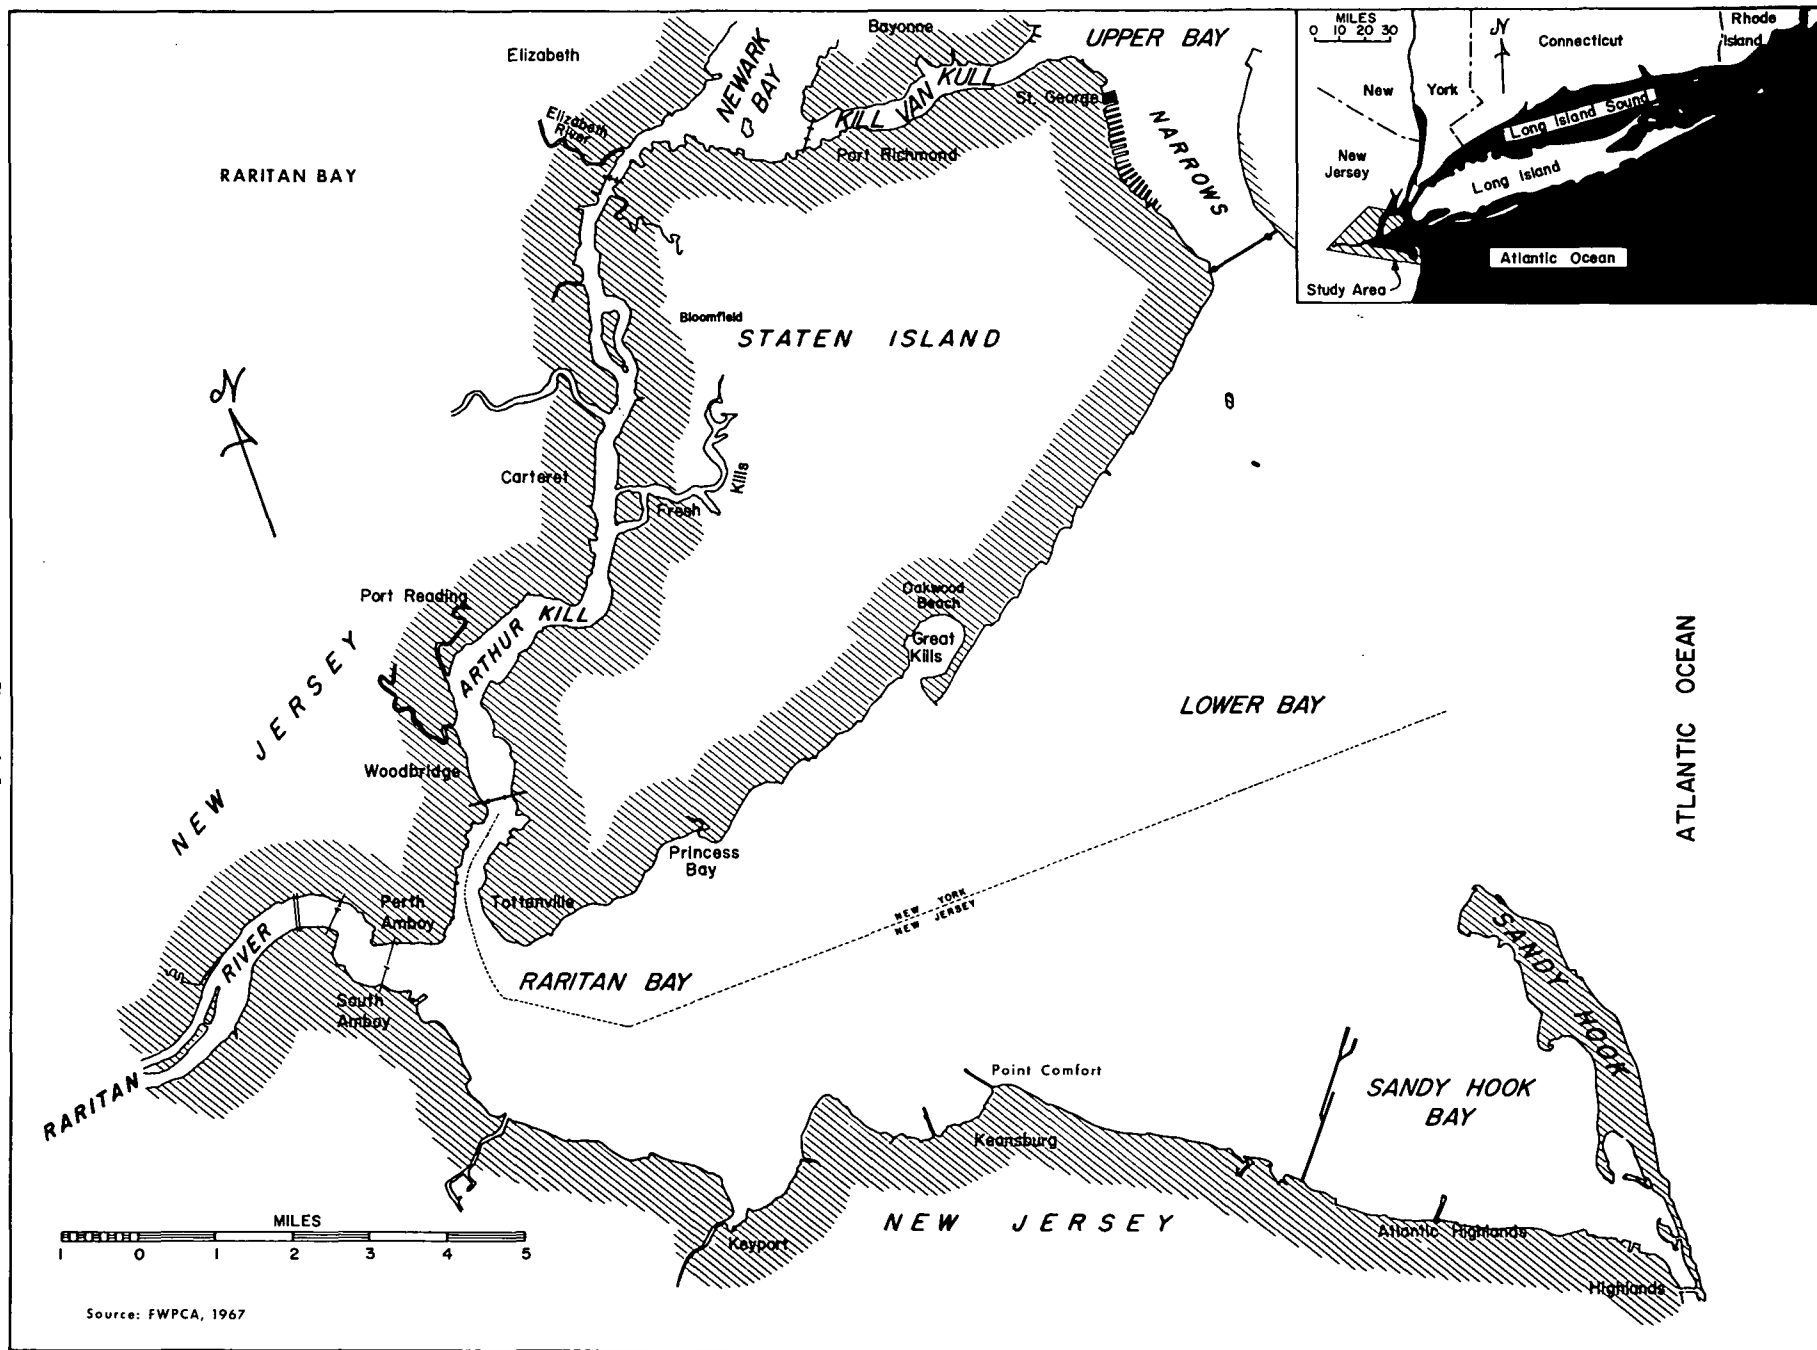 Elizabeth
NEWARK
BAY
Bayonne
UPPER BAY
KILL VAN KULL
St. George
Elizabeth
River
Port Richmond
NARROWS
RARITAN BAY
MILES
0 10 20 30
N
Connecticut
Rhode
Island
New York
Long Island Sound
New
Jersey
Long Island
Atlantic Ocean
Study Area
Bloomfield
STATEN ISLAND
N
Carteret
Fresh Kills
Port Reading
ARTHUR KILL
Oakwood
Beach
Great
Kills
NEW JERSEY
LOWER BAY
ATLANTIC OCEAN
Woodbridge
Princess
Bay
Perth
Amboy
Tottenville
NEW YORK
NEW JERSEY
SANDY HOOK
RARITAN RIVER
RARITAN BAY
South
Amboy
Point Comfort
SANDY HOOK
BAY
Keansburg
MILES
1 0 1 2 3 4 5
Keyport
NEW JERSEY
Atlantic Highlands
Highlands
Source: FWPCA, 1967